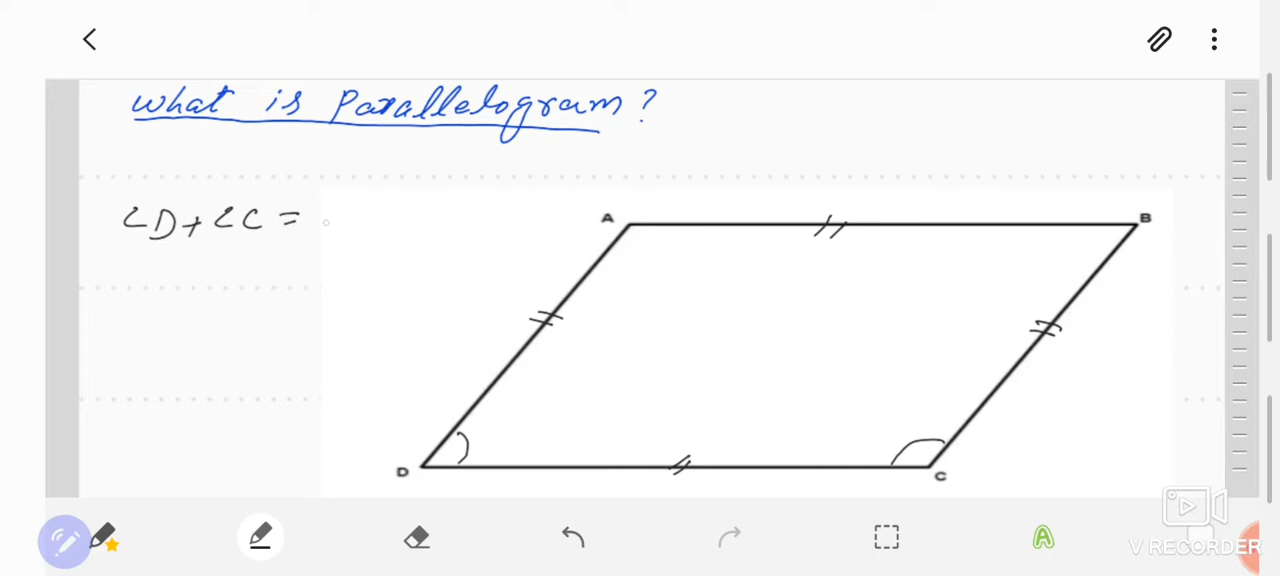 What is Parallelogram?
∠D+∠C=
A
B
D
C
A
V RECORDER